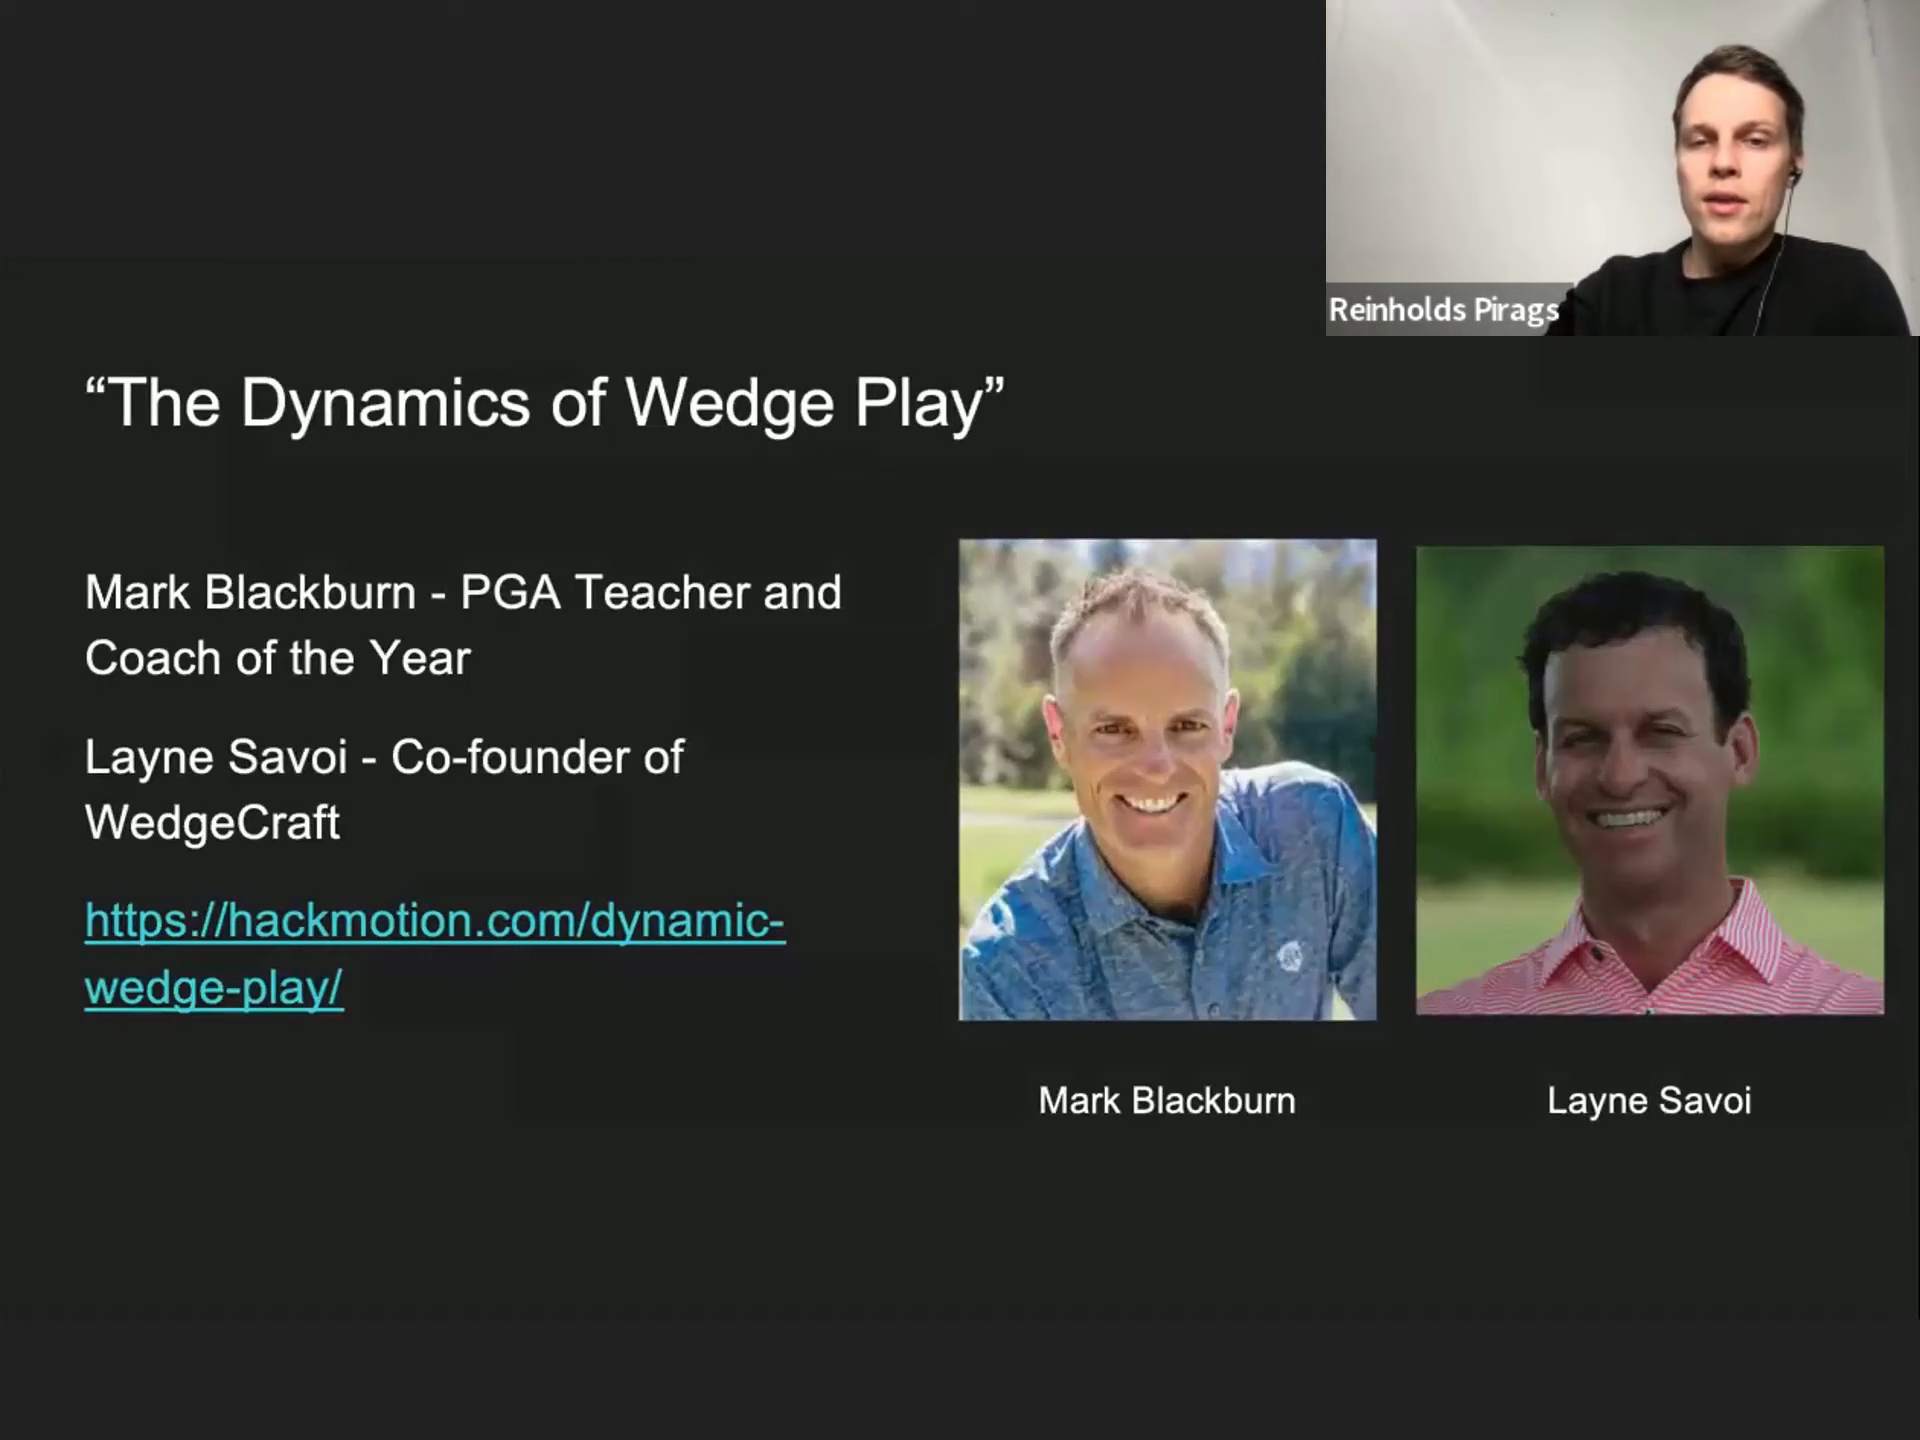 Reinholds Pirags
“The Dynamics of Wedge Play”
Mark Blackburn - PGA Teacher and
Coach of the Year
Layne Savoi - Co-founder of
WedgeCraft
https://hackmotion.com/dynamic-
wedge-play/
Mark Blackburn
Layne Savoi